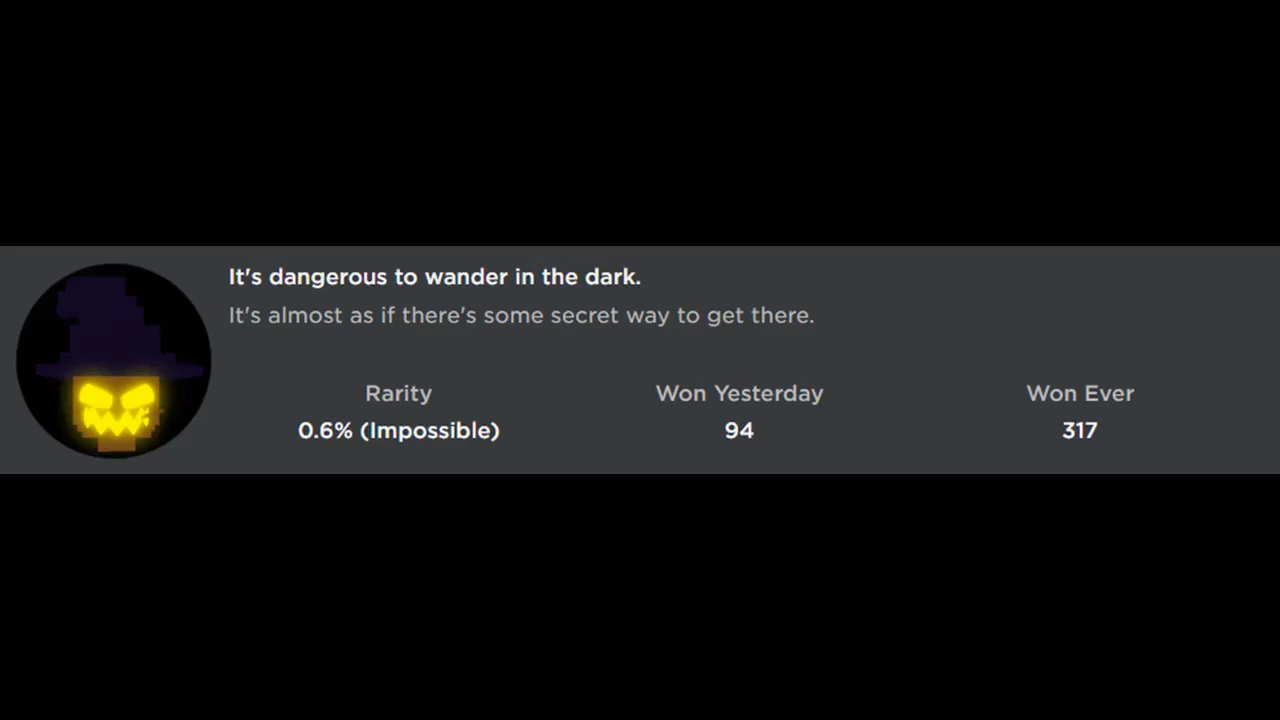 It's dangerous to wander in the dark.
It's almost as if there's some secret way to get there.
Rarity Won Yesterday Won Ever
0.6% (Impossible) 94 317